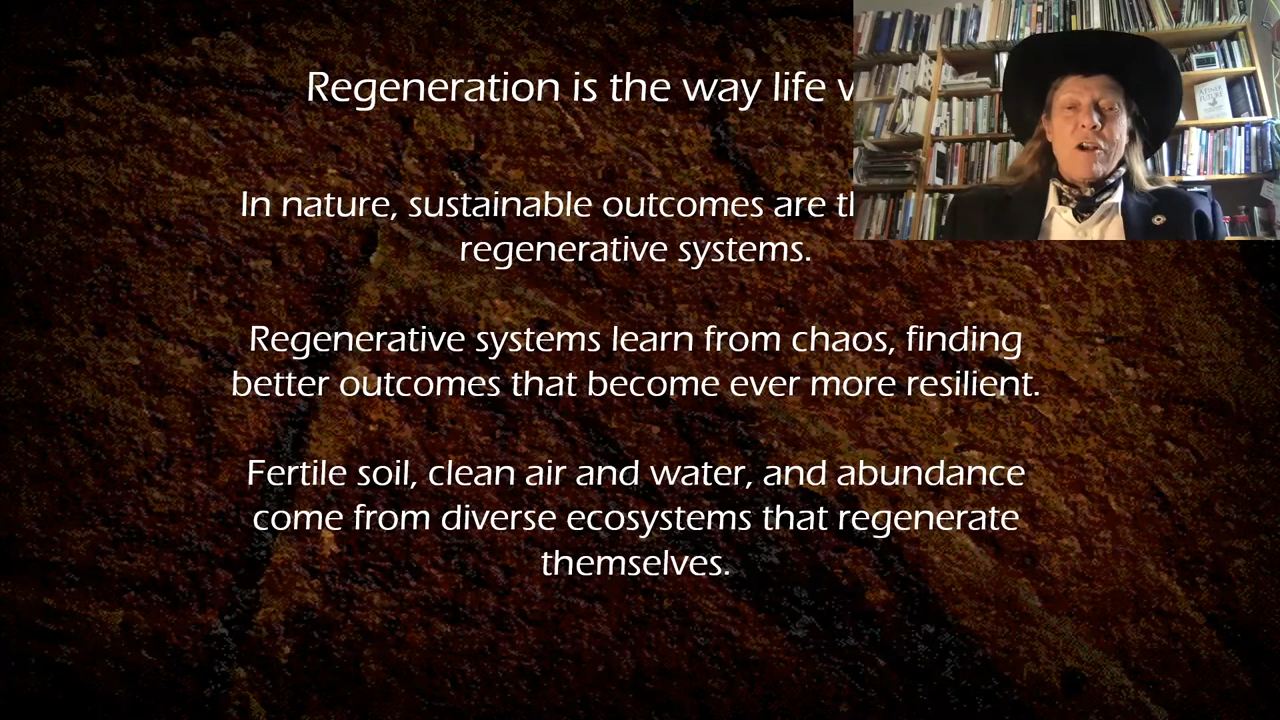 Regeneration is the way life
In nature, sustainable outcomes are
regenerative systems.
Regenerative systems learn from chaos, finding
better outcomes that become ever more resilient.
Fertile soil, clean air and water, and abundance
come from diverse ecosystems that regenerate
themselves.
A FINER
FUTURE